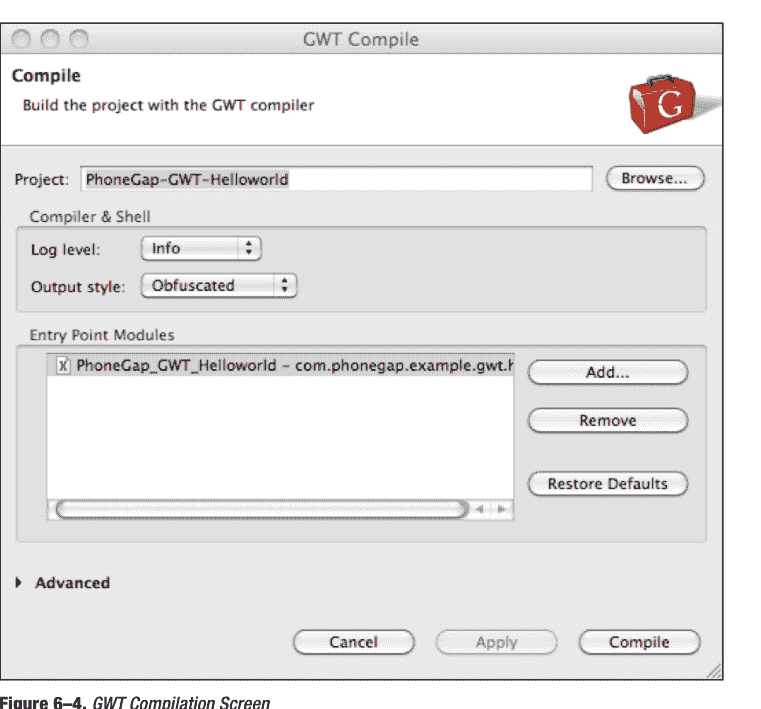 GWT Compile
Compile
Build the project with the GWT compiler
G
Project: PhoneGap-GWT-Helloworld Browse...
Compiler & Shell
Log level: Info
Output style: Obfuscated
Entry Point Modules
X PhoneGap_GWT_Helloworld – com.phonegap.example.gwt.h
Add...
Remove
Restore Defaults
Advanced
Cancel Apply Compile
Figure 6–4. GWT Compilation Screen